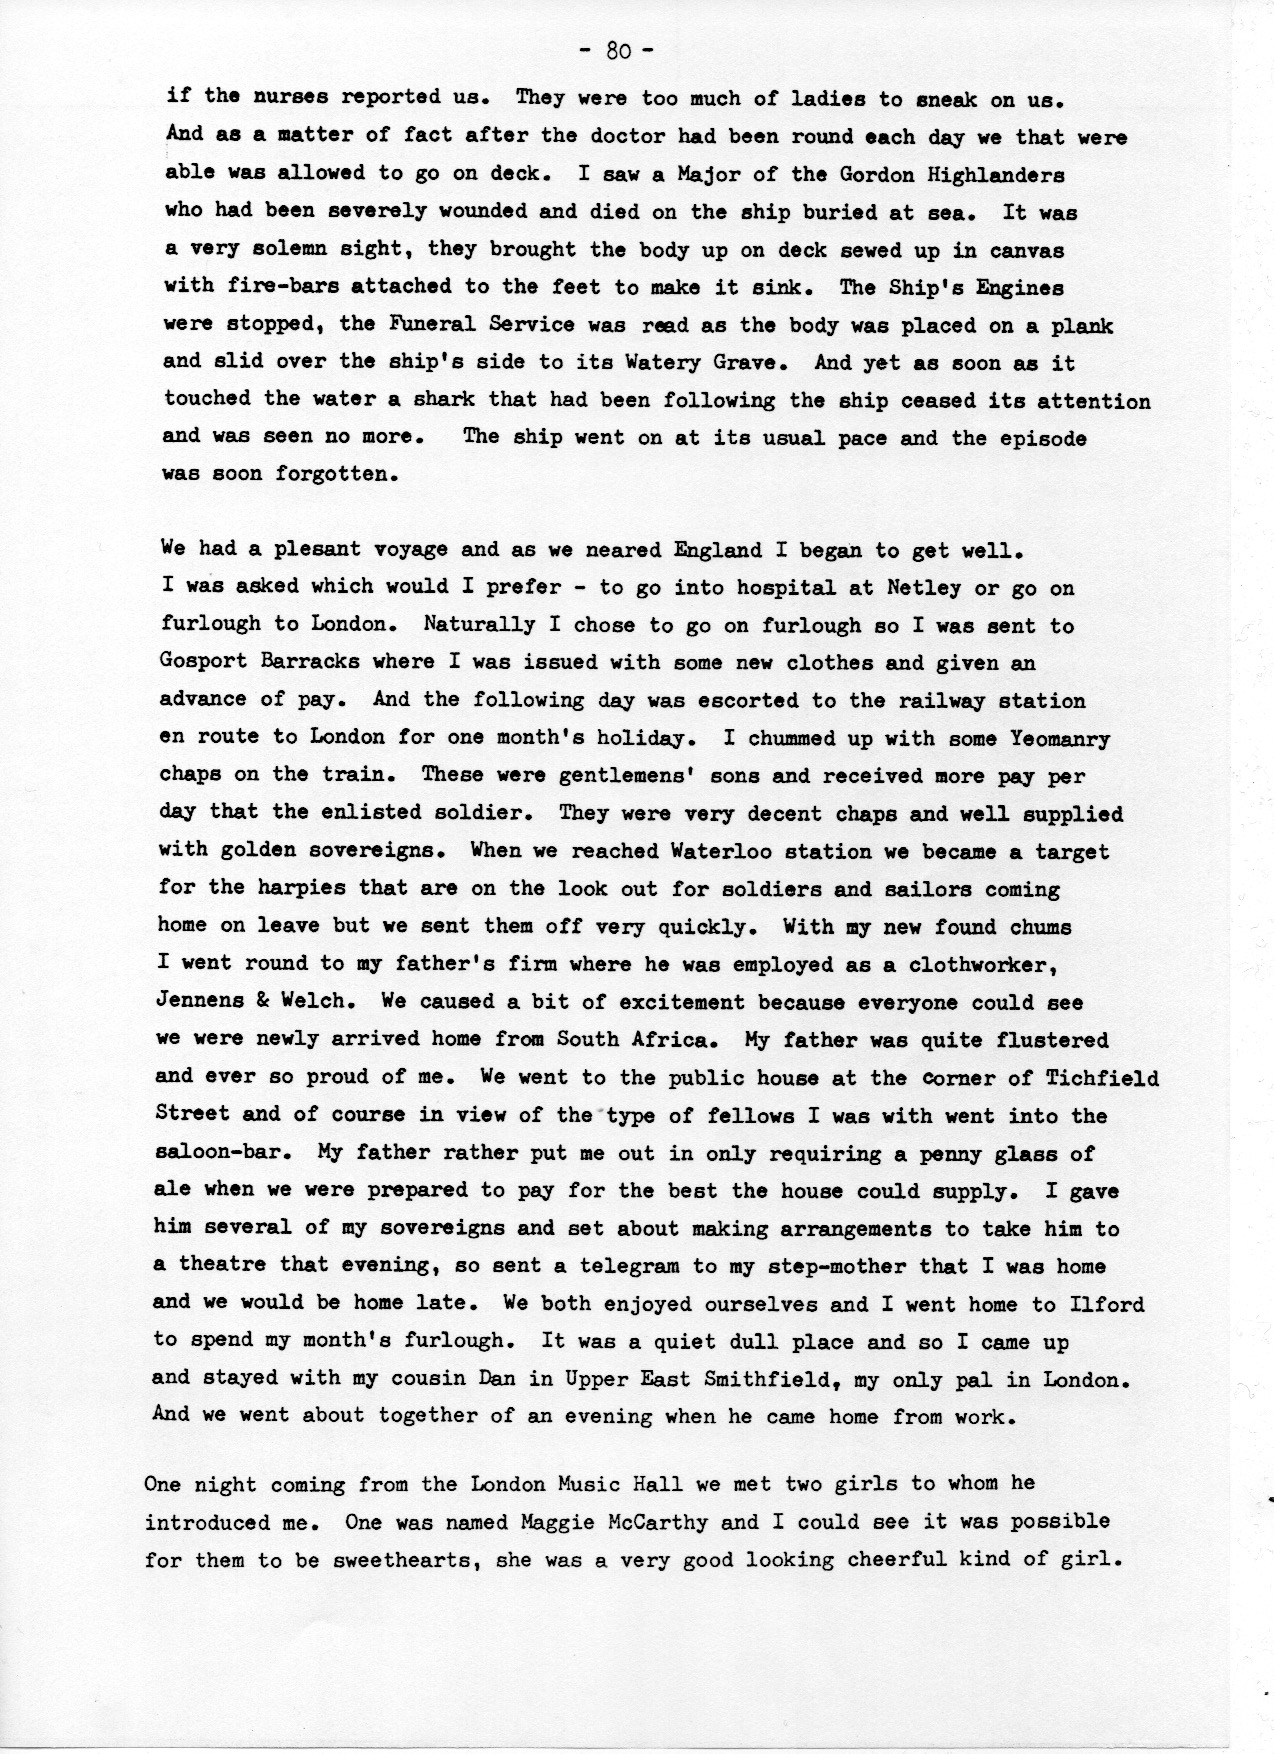 - 80 -
if the nurses reported us. They were too much of ladies to sneak on us.
And as a matter of fact after the doctor had been round each day we that were
able was allowed to go on deck. I saw a Major of the Gordon Highlanders
who had been severely wounded and died on the ship buried at sea. It was
a very solemn sight, they brought the body up on deck sewed up in canvas
with fire-bars attached to the feet to make it sink. The Ship's Engines
were stopped, the Funeral Service was read as the body was placed on a plank
and slid over the ship's side to its Watery Grave. And yet as soon as it
touched the water a shark that had been following the ship ceased its attention
and was seen no more. The ship went on at its usual pace and the episode
was soon forgotten.
We had a plesant voyage and as we neared England I began to get well.
I was asked which would I prefer - to go into hospital at Netley or go on
furlough to London. Naturally I chose to go on furlough so I was sent to
Gosport Barracks where I was issued with some new clothes and given an
advance of pay. And the following day was escorted to the railway station
en route to London for one month's holiday. I chummed up with some Yeomanry
chaps on the train. These were gentlemens' sons and received more pay per
day that the enlisted soldier. They were very decent chaps and well supplied
with golden sovereigns. When we reached Waterloo station we became a target
for the harpies that are on the look out for soldiers and sailors coming
home on leave but we sent them off very quickly. With my new found chums
I went round to my father's firm where he was employed as a clothworker,
Jennens & Welch. We caused a bit of excitement because everyone could see
we were newly arrived home from South Africa. My father was quite flustered
and ever so proud of me. We went to the public house at the corner of Tichfield
Street and of course in view of the type of fellows I was with went into the
saloon-bar. My father rather put me out in only requiring a penny glass of
ale when we were prepared to pay for the best the house could supply. I gave
him several of my sovereigns and set about making arrangements to take him to
a theatre that evening, so sent a telegram to my step-mother that I was home
and we would be home late. We both enjoyed ourselves and I went home to Ilford
to spend my month's furlough. It was a quiet dull place and so I came up
and stayed with my cousin Dan in Upper East Smithfield, my only pal in London.
And we went about together of an evening when he came home from work.
One night coming from the London Music Hall we met two girls to whom he
introduced me. One was named Maggie McCarthy and I could see it was possible
for them to be sweethearts, she was a very good looking cheerful kind of girl.